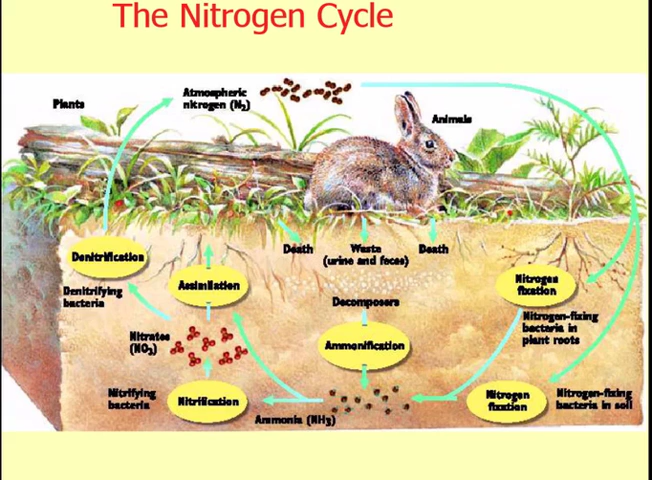 The Nitrogen Cycle
Atmospheric
nitrogen (N2)
Plants
Animals
Death
Waste
(urine and feces)
Death
Denitrification
Denitrifying
bacteria
Assimilation
Decomposers
Nitrogen
fixation
Nitrogen-fixing
bacteria in
plant roots
Nitrates
(NO3)
Ammonification
Nitrifying
bacteria
Nitrification
Ammonia (NH3)
Nitrogen
fixation
Nitrogen-fixing
bacteria in soil